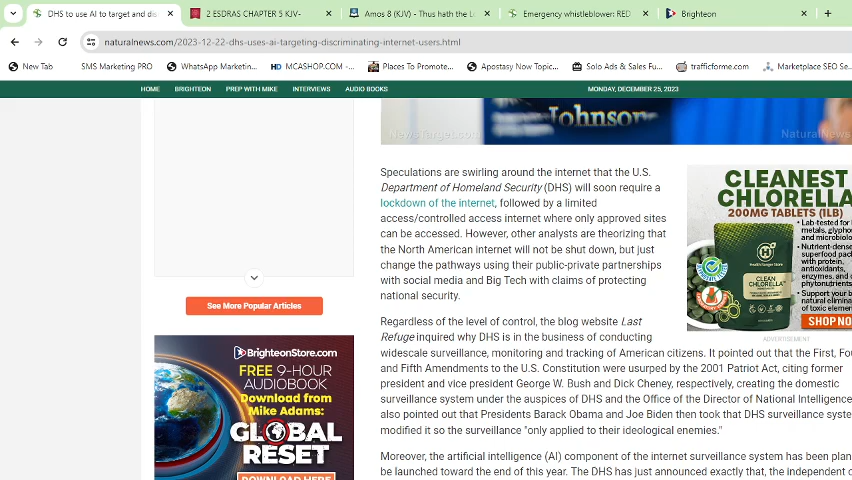 DHS to use AI to target and dis
2 ESDRAS CHAPTER 5 KJV-
Amos 8 (KJV) - Thus hath the L
Emergency whistleblower: RED
Brighteon
naturalnews.com/2023-12-22-dhs-uses-ai-targeting-discriminating-internet-users.html
New Tab
SMS Marketing PRO
WhatsApp Marketin...
HD MCASHOP.COM -...
Places To Promote...
Apostasy Now Topic...
Solo Ads & Sales Fu...
trafficforme.com
Marketplace SEO Se...
HOME
BRIGHTEON
PREP WITH MIKE
INTERVIEWS
AUDIO BOOKS
MONDAY, DECEMBER 25, 2023
Johnson
NewsTarget.com
NaturalNews
Speculations are swirling around the internet that the U.S.
Department of Homeland Security (DHS) will soon require a
lockdown of the internet, followed by a limited
access/controlled access internet where only approved sites
can be accessed. However, other analysts are theorizing that
the North American internet will not be shut down, but just
change the pathways using their public-private partnerships
with social media and Big Tech with claims of protecting
national security.
Regardless of the level of control, the blog website Last
Refuge inquired why DHS is in the business of conducting
widescale surveillance, monitoring and tracking of American citizens. It pointed out that the First, Fou
and Fifth Amendments to the U.S. Constitution were usurped by the 2001 Patriot Act, citing former
president and vice president George W. Bush and Dick Cheney, respectively, creating the domestic
surveillance system under the auspices of DHS and the Office of the Director of National Intelligence
also pointed out that Presidents Barack Obama and Joe Biden then took that DHS surveillance syste
modified it so the surveillance "only applied to their ideological enemies."
Moreover, the artificial intelligence (AI) component of the internet surveillance system has been plan
be launched toward the end of this year. The DHS has just announced exactly that, the independent o
See More Popular Articles
BrighteonStore.com
FREE 9-HOUR
AUDIOBOOK
Download from
Mike Adams:
GLOBAL
RESET
DOWNLOAD HERE
CLEANEST
CHLORELLA
200MG TABLETS (1LB)
• Lab-tested for
metals, glypho
and microbiolo
• Nutrient-dense
superfood pac
with protein,
antioxidants,
enzymes, and o
phytonutrients
• Support your b
natural elimina
of toxic elemen
CLEAN
CHLORELLA
SHOP NO
ADVERTISEMENT